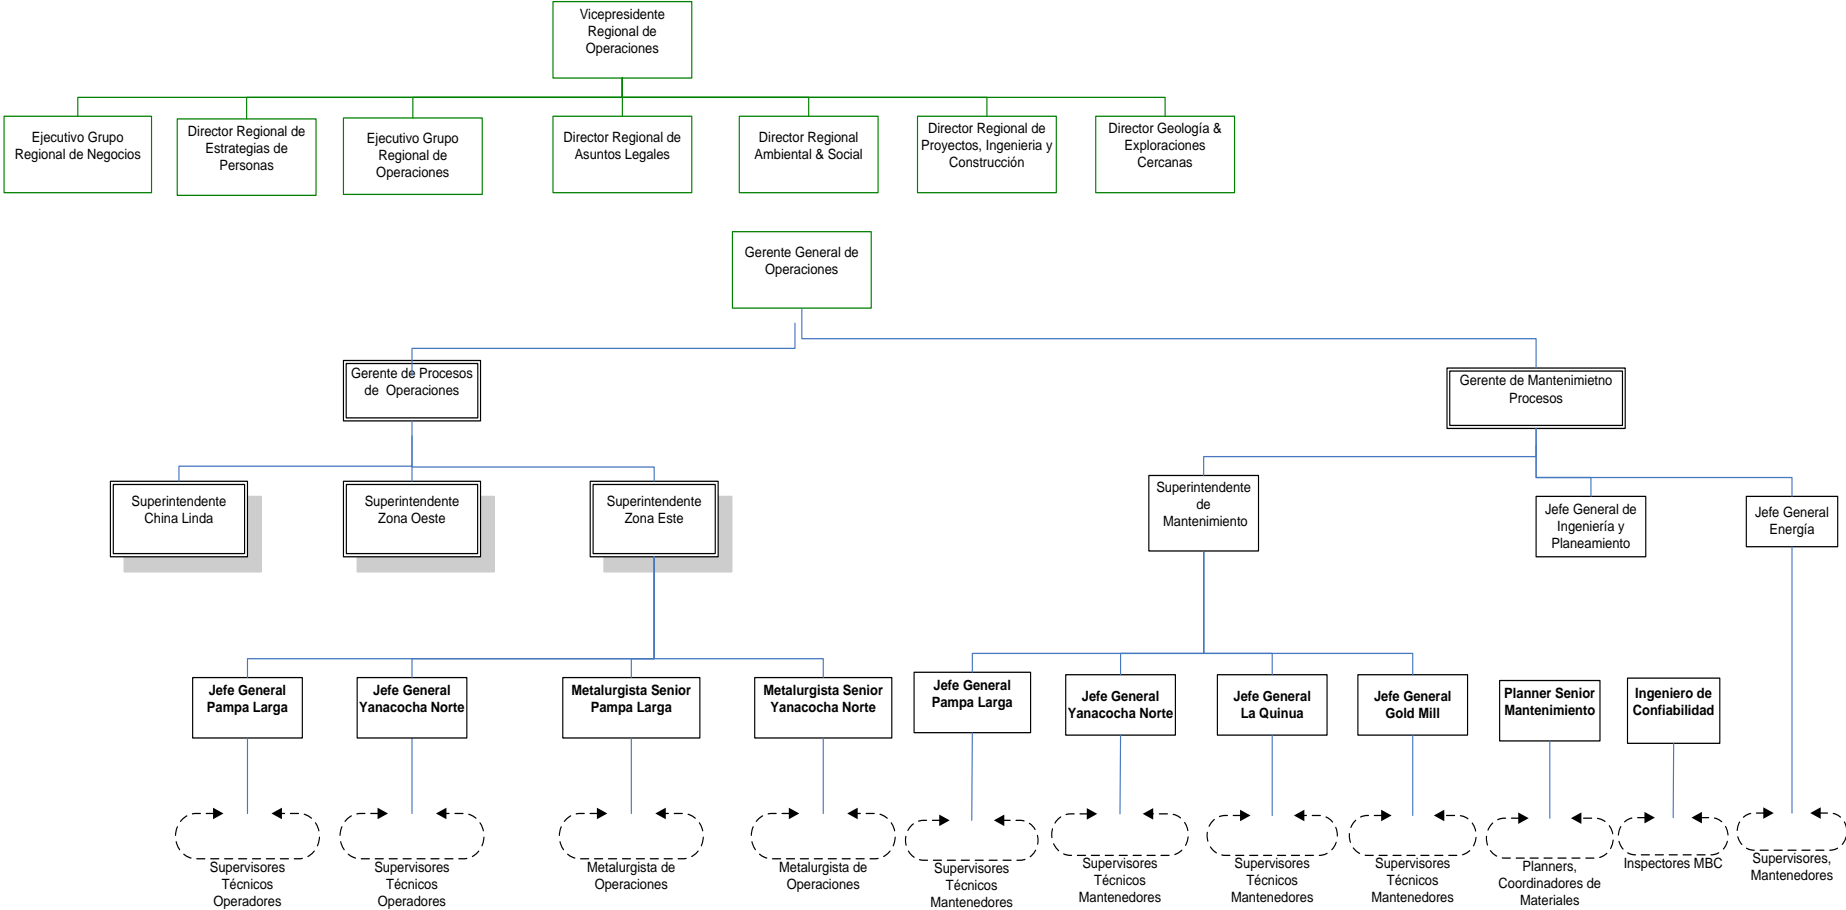 Vicepresidente
Regional de
Operaciones
Ejecutivo Grupo
Regional de Negocios
Director Regional de
Estrategias de
Personas
Ejecutivo Grupo
Regional de
Operaciones
Director Regional de
Asuntos Legales
Director Regional
Ambiental & Social
Director Regional de
Proyectos, Ingenieria y
Construcción
Director Geología &
Exploraciones
Cercanas
Gerente General de
Operaciones
Gerente de Procesos
de Operaciones
Gerente de Mantenimietno
Procesos
Superintendente
China Linda
Superintendente
Zona Oeste
Superintendente
Zona Este
Superintendente
de
Mantenimiento
Jefe General de
Ingeniería y
Planeamiento
Jefe General
Energía
Jefe General
Pampa Larga
Jefe General
Yanacocha Norte
Metalurgista Senior
Pampa Larga
Metalurgista Senior
Yanacocha Norte
Jefe General
Pampa Larga
Jefe General
Yanacocha Norte
Jefe General
La Quinua
Jefe General
Gold Mill
Planner Senior
Mantenimiento
Ingeniero de
Confiabilidad
Supervisores
Técnicos
Operadores
Supervisores
Técnicos
Operadores
Metalurgista de
Operaciones
Metalurgista de
Operaciones
Supervisores
Técnicos
Mantenedores
Supervisores
Técnicos
Mantenedores
Supervisores
Técnicos
Mantenedores
Supervisores
Técnicos
Mantenedores
Planners,
Coordinadores de
Materiales
Inspectores MBC
Supervisores,
Mantenedores